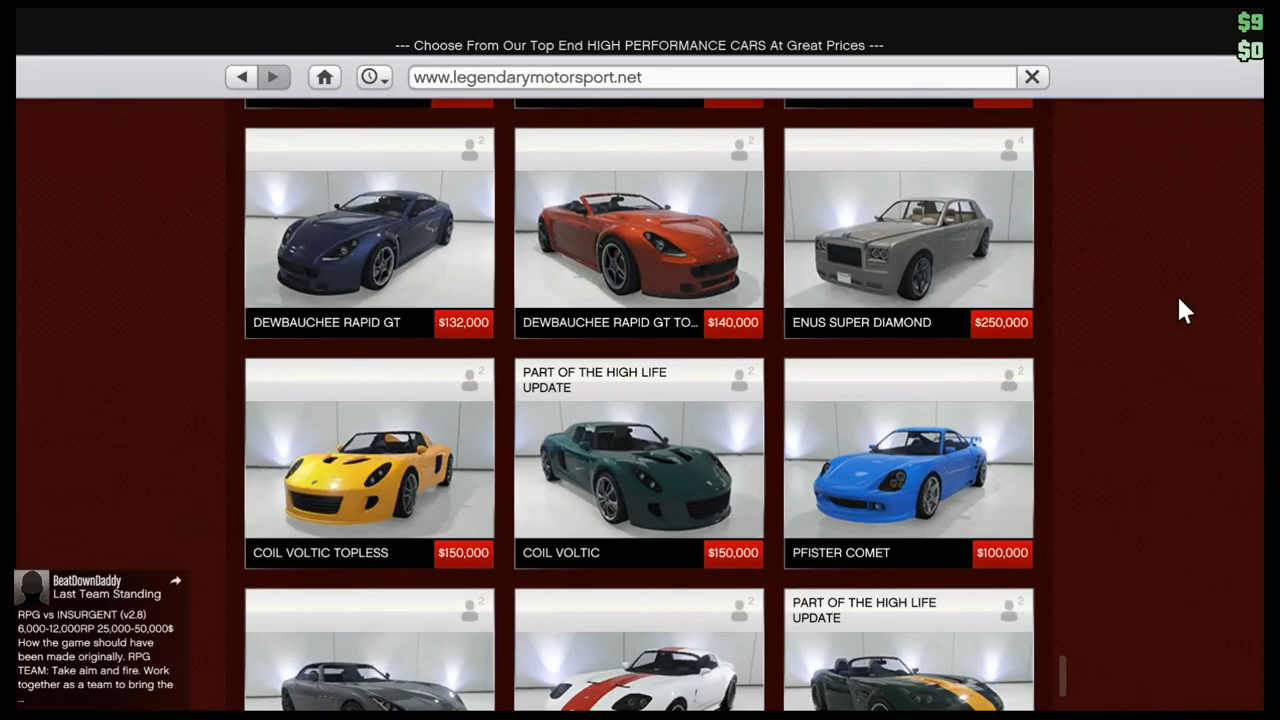 $9
$0
--- Choose From Our Top End HIGH PERFORMANCE CARS At Great Prices ---
www.legendarymotorsport.net
2
2
4
DEWBAUCHEE RAPID GT $132,000
DEWBAUCHEE RAPID GT TO... $140,000
ENUS SUPER DIAMOND $250,000
2
PART OF THE HIGH LIFE
UPDATE
2
2
COIL VOLTIC TOPLESS $150,000
COIL VOLTIC $150,000
PFISTER COMET $100,000
2
2
PART OF THE HIGH LIFE
UPDATE
2
BeatDownDaddy
Last Team Standing
RPG vs INSURGENT (v2.8)
6,000-12,000RP 25,000-50,000$
How the game should have
been made originally. RPG
TEAM: Take aim and fire. Work
together as a team to bring the
...